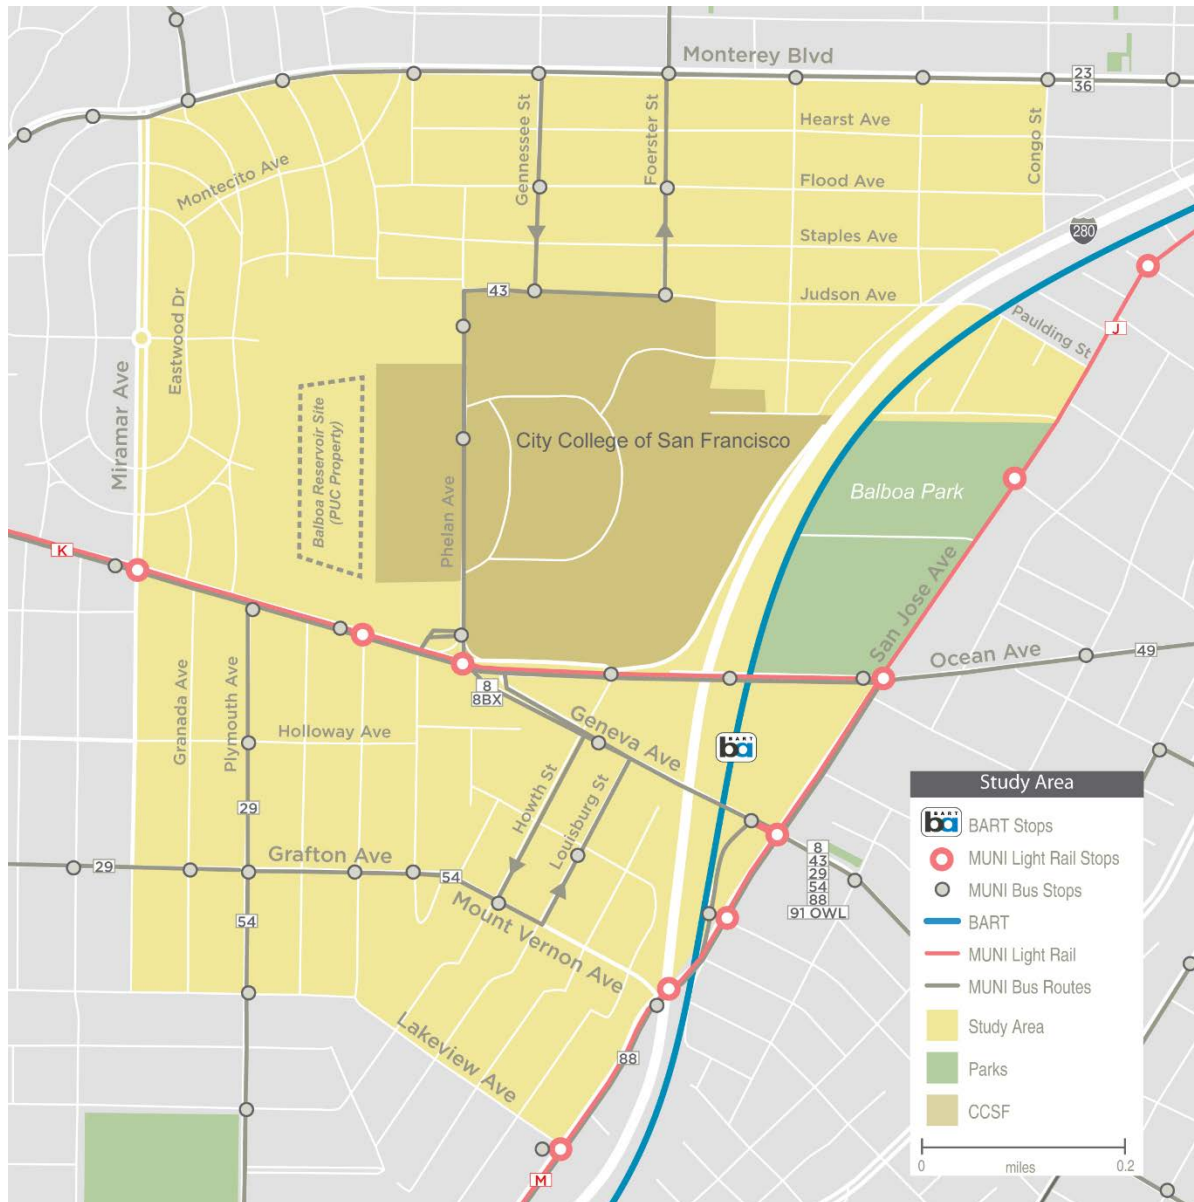 Monterey Blvd
23
36
Gennessee St
Foerster St
Hearst Ave
Congo St
Montecito Ave
Flood Ave
Staples Ave
280
43
Judson Ave
Paulding St
J
Eastwood Dr
Miramar Ave
Balboa Reservoir Site
(PUC Property)
City College of San Francisco
Phelan Ave
Balboa Park
K
San Jose Ave
Ocean Ave
49
8
8BX
Granada Ave
Plymouth Ave
Holloway Ave
Geneva Ave
BART
ba
Howth St
Louisburg St
29
29
Grafton Ave
54
54
Mount Vernon Ave
8
43
29
54
88
91 OWL
Lakeview Ave
88
M
Study Area
BART
ba
BART Stops
MUNI Light Rail Stops
MUNI Bus Stops
BART
MUNI Light Rail
MUNI Bus Routes
Study Area
Parks
CCSF
0
miles
0.2